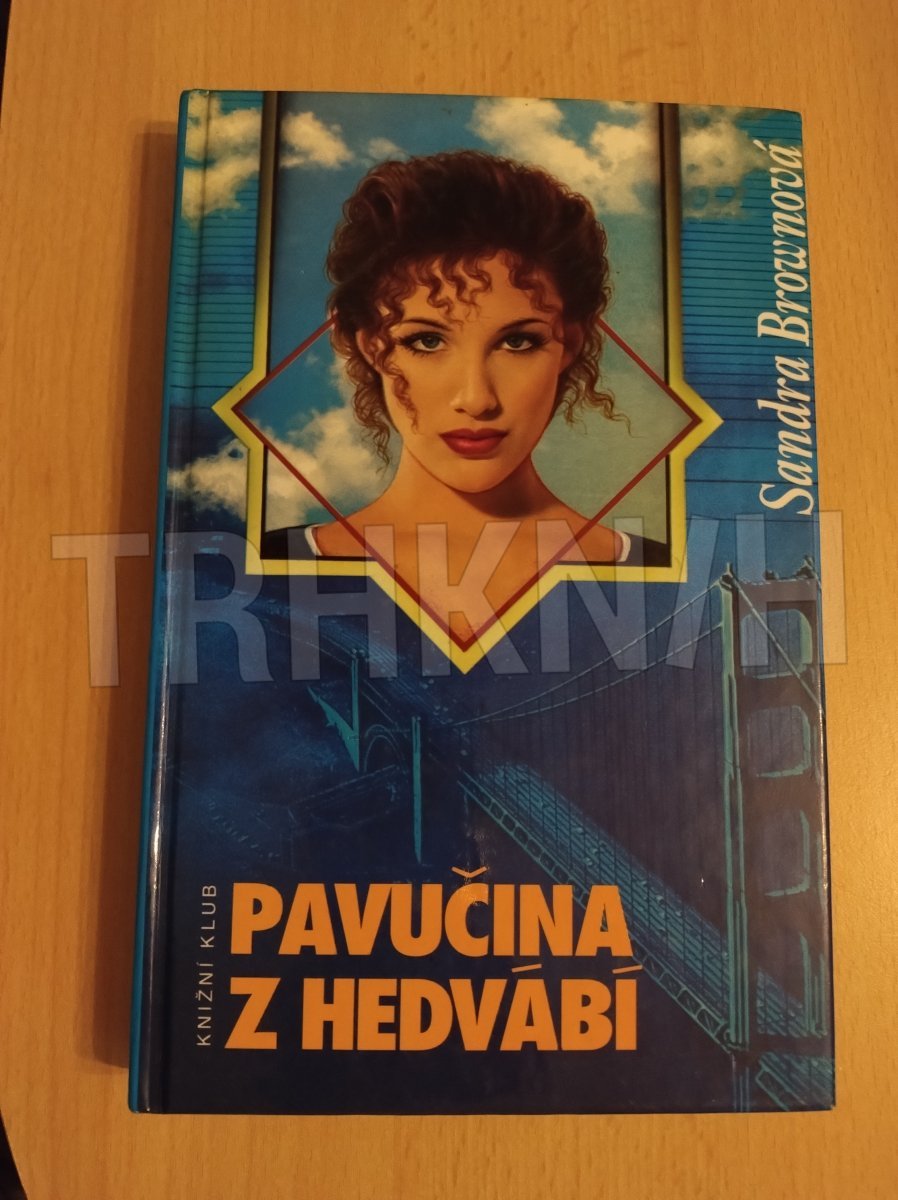 Sandra Brownová
TRHKNIH
KNIŽNÍ KLUB
PAVUČINA
Z HEDVÁBÍ